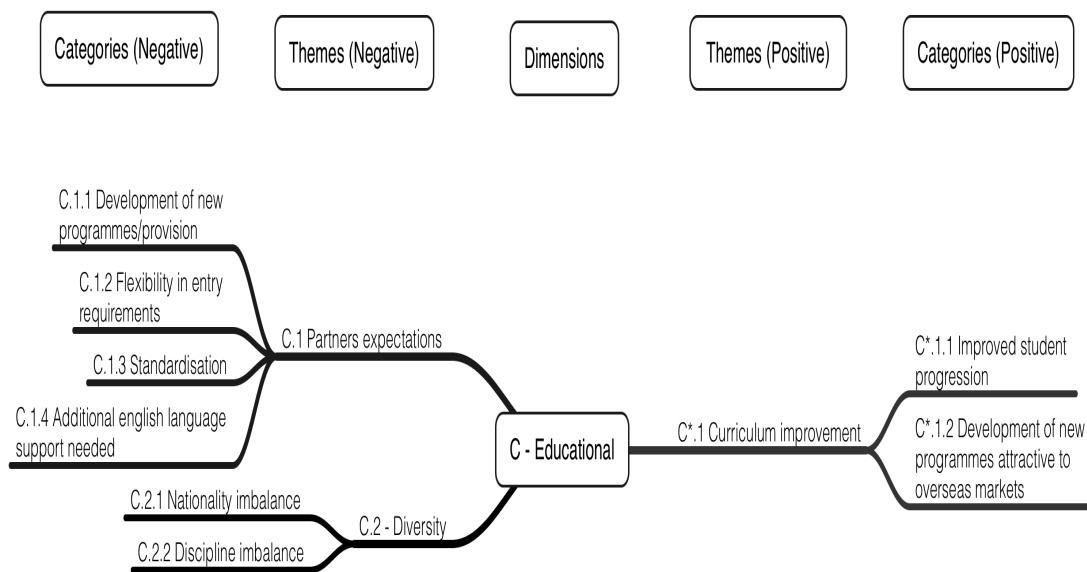 Categories (Negative)
Themes (Negative)
Dimensions
Themes (Positive)
Categories (Positive)
C.1.1 Development of new
programmes/provision
C.1.2 Flexibility in entry
requirements
C.1.3 Standardisation
C.1.4 Additional english language
support needed
C.1 Partners expectations
C.2.1 Nationality imbalance
C.2.2 Discipline imbalance
C.2 - Diversity
C - Educational
C*.1 Curriculum improvement
C*.1.1 Improved student
progression
C*.1.2 Development of new
programmes attractive to
overseas markets